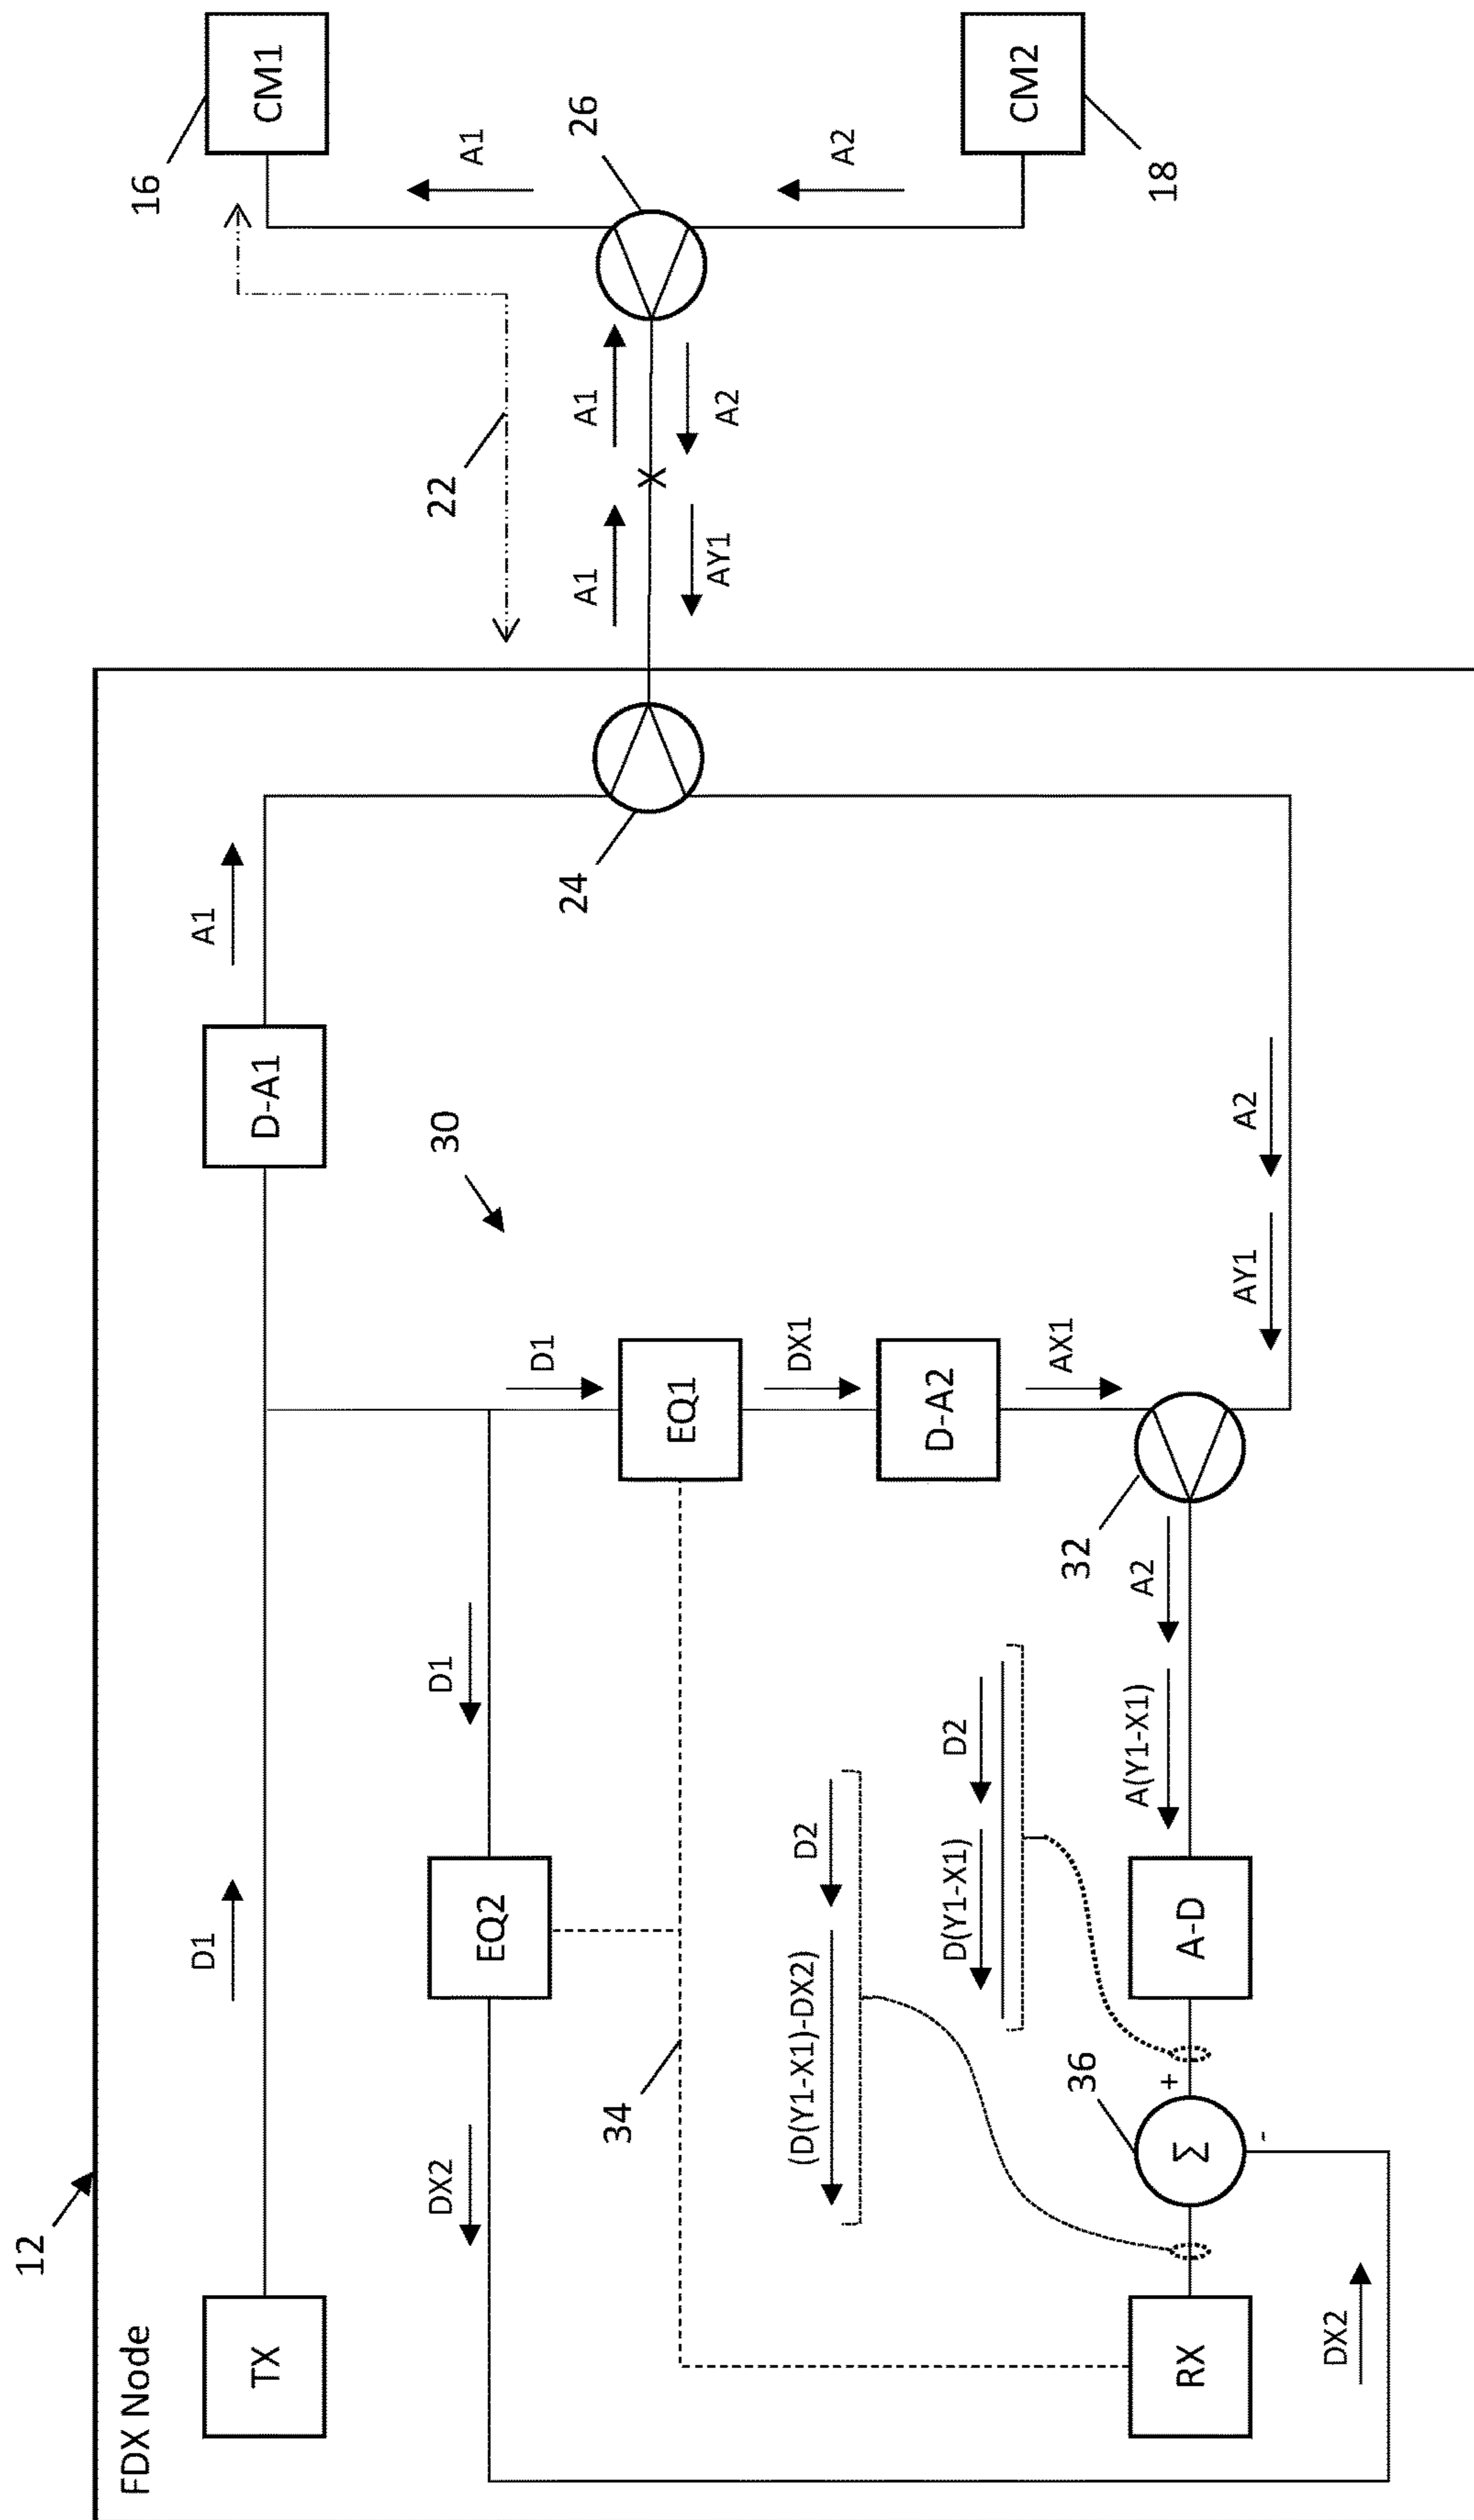 12
FDX Node
16
D1
A1
TX
D-A1
CM1
DX2
D1
30
22
A1
EQ2
D1
24
A1
A1
26
34
EQ1
AY1
A2
(D(Y1-X1)-DX2)
D2
DX1
A2
D(Y1-X1)
D2
D-A2
CM2
36
32
AX1
A(Y1-X1)
A2
18
+
RX
Σ
A-D
AY1
A2
-
DX2
X